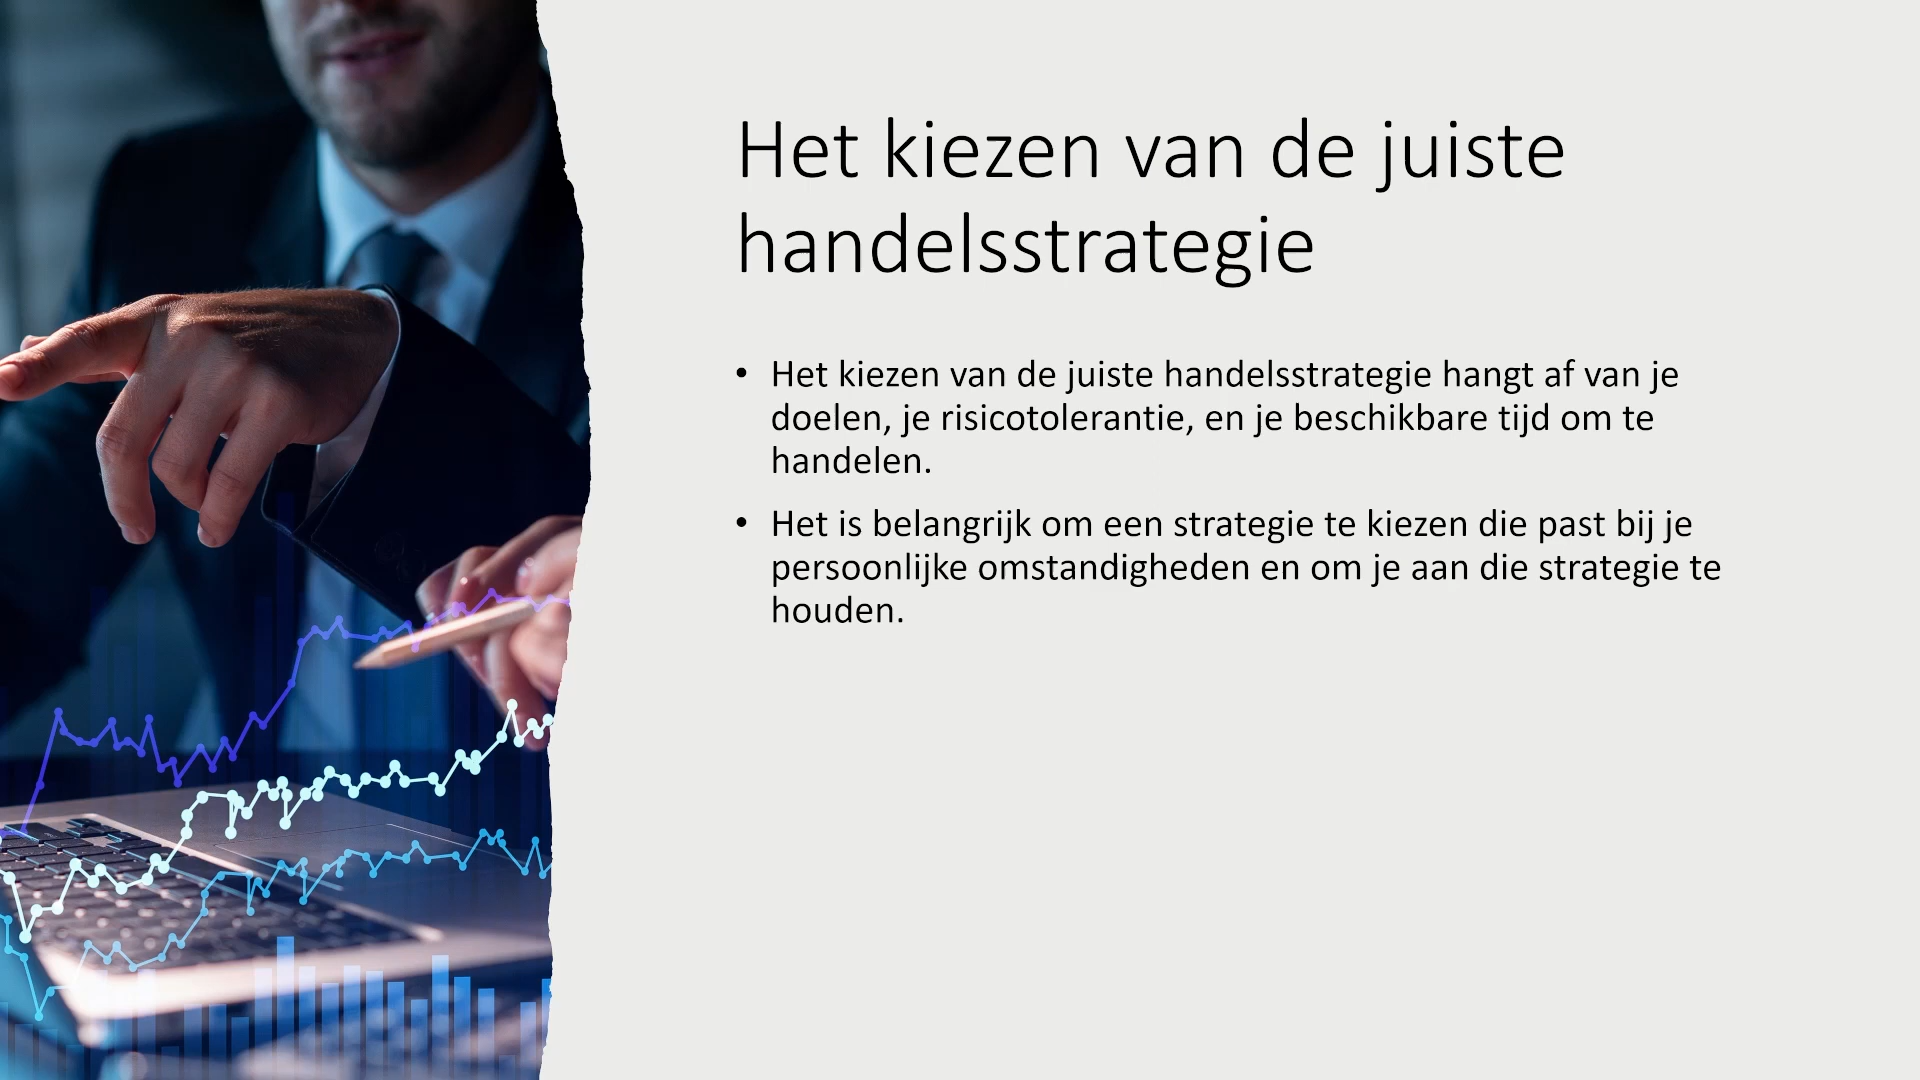 Het kiezen van de juiste
handelsstrategie
• Het kiezen van de juiste handelsstrategie hangt af van je
doelen, je risicotolerantie, en je beschikbare tijd om te
handelen.
• Het is belangrijk om een strategie te kiezen die past bij je
persoonlijke omstandigheden en om je aan die strategie te
houden.